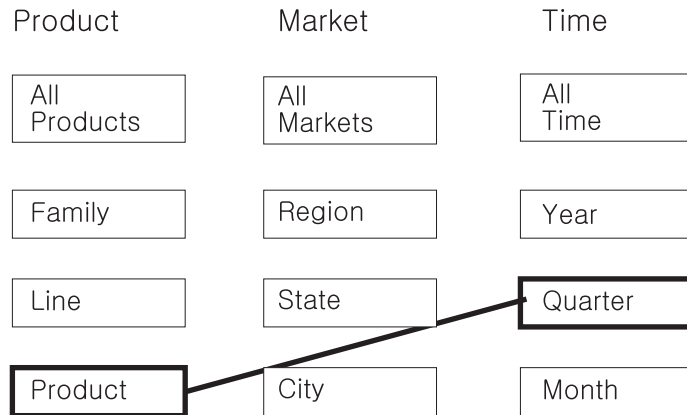 Product
Market
Time
All
Products
All
Markets
All
Time
Family
Region
Year
Line
State
Quarter
Product
City
Month